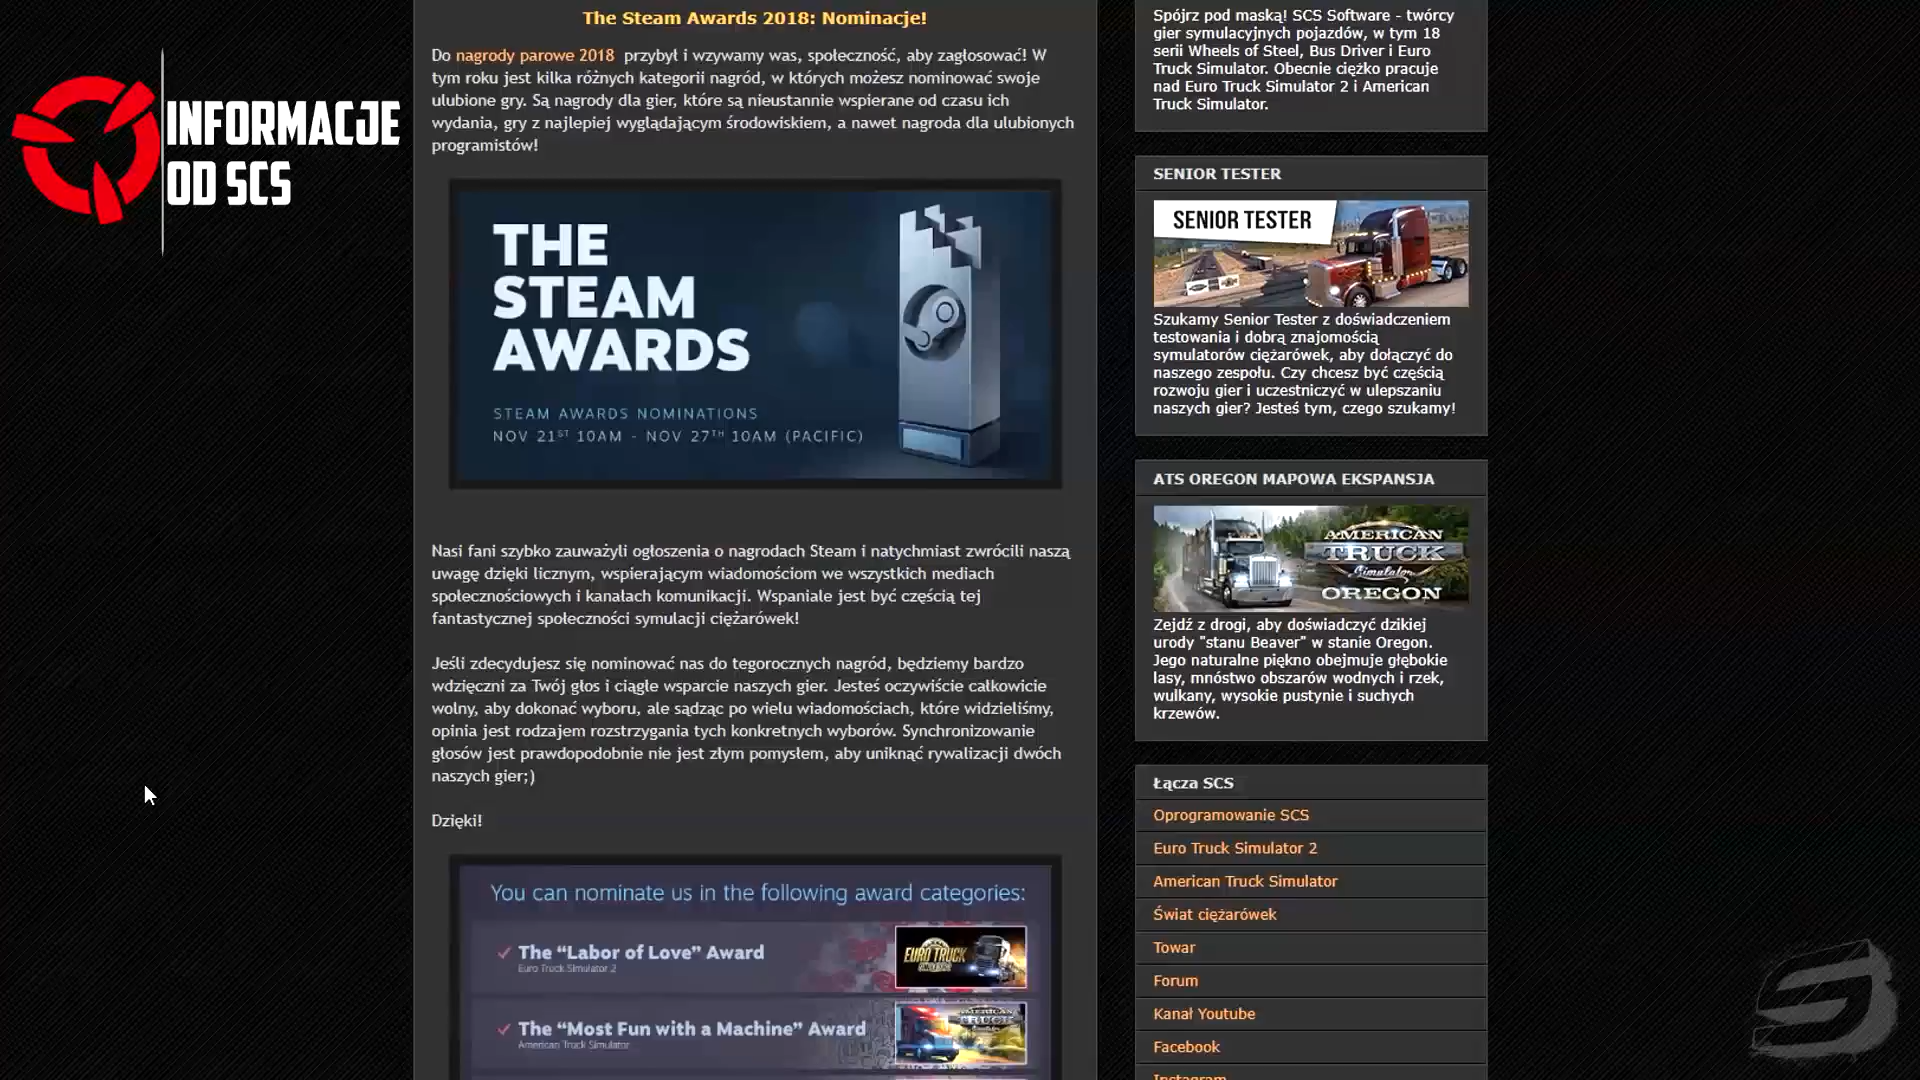 INFORMACJE
OD SCS
The Steam Awards 2018: Nominacje!
Do nagrody parowe 2018 przybył i wzywamy was, społeczność, aby zagłosować! W
tym roku jest kilka różnych kategorii nagród, w których możesz nominować swoje
ulubione gry. Są nagrody dla gier, które są nieustannie wspierane od czasu ich
wydania, gry z najlepiej wyglądającym środowiskiem, a nawet nagroda dla ulubionych
programistów!
THE
STEAM
AWARDS
STEAM AWARDS NOMINATIONS
NOV 21ST 10AM - NOV 27TH 10AM (PACIFIC)
Nasi fani szybko zauważyli ogłoszenia o nagrodach Steam i natychmiast zwrócili naszą
uwagę dzięki licznym, wspierającym wiadomościom we wszystkich mediach
społecznościowych i kanałach komunikacji. Wspaniale jest być częścią tej
fantastycznej społeczności symulacji ciężarówek!
Jeśli zdecydujesz się nominować nas do tegorocznych nagród, będziemy bardzo
wdzięczni za Twój głos i ciągłe wsparcie naszych gier. Jesteś oczywiście całkowicie
wolny, aby dokonać wyboru, ale sądząc po wielu wiadomościach, które widzieliśmy,
opinia jest rodzajem rozstrzygania tych konkretnych wyborów. Synchronizowanie
głosów jest prawdopodobnie nie jest złym pomysłem, aby uniknąć rywalizacji dwóch
naszych gier;)
Dzięki!
You can nominate us in the following award categories:
The “Labor of Love” Award
Euro Truck Simulator 2
EURO TRUCK
The “Most Fun with a Machine” Award
American Truck Simulator
AMERICAN
TRUCK
Simulator
Spójrz pod maską! SCS Software - twórcy
gier symulacyjnych pojazdów, w tym 18
serii Wheels of Steel, Bus Driver i Euro
Truck Simulator. Obecnie ciężko pracuje
nad Euro Truck Simulator 2 i American
Truck Simulator.
SENIOR TESTER
SENIOR TESTER
Szukamy Senior Tester z doświadczeniem
testowania i dobrą znajomością
symulatorów ciężarówek, aby dołączyć do
naszego zespołu. Czy chcesz być częścią
rozwoju gier i uczestniczyć w ulepszaniu
naszych gier? Jesteś tym, czego szukamy!
ATS OREGON MAPOWA EKSPANSJA
AMERICAN
TRUCK
Simulator
OREGON
Zejdź z drogi, aby doświadczyć dzikiej
urody "stanu Beaver" w stanie Oregon.
Jego naturalne piękno obejmuje głębokie
lasy, mnóstwo obszarów wodnych i rzek,
wulkany, wysokie pustynie i suchych
krzewów.
Łącza SCS
Oprogramowanie SCS
Euro Truck Simulator 2
American Truck Simulator
Świat ciężarówek
Towar
Forum
Kanał Youtube
Facebook
Instagram